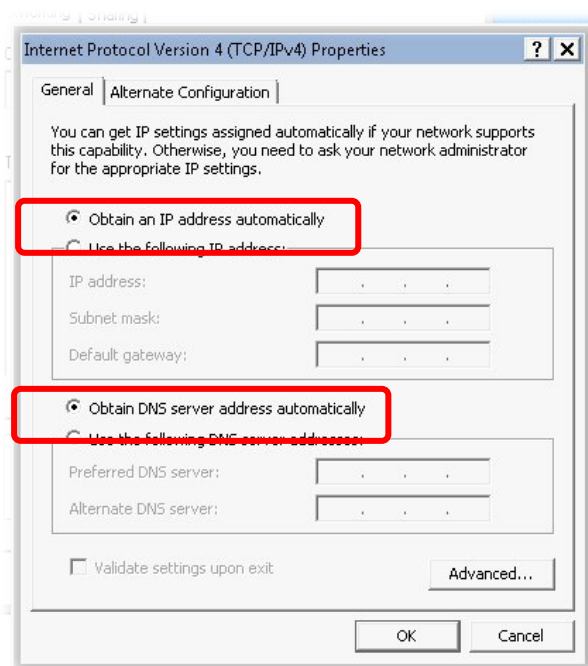 Sharing
Internet Protocol Version 4 (TCP/IPv4) Properties
? X
General
Alternate Configuration
You can get IP settings assigned automatically if your network supports
this capability. Otherwise, you need to ask your network administrator
for the appropriate IP settings.
Obtain an IP address automatically
Use the following IP address:
IP address:
Subnet mask:
Default gateway:
Obtain DNS server address automatically
Use the following DNS server addresses:
Preferred DNS server:
Alternate DNS server:
Validate settings upon exit
Advanced...
OK
Cancel